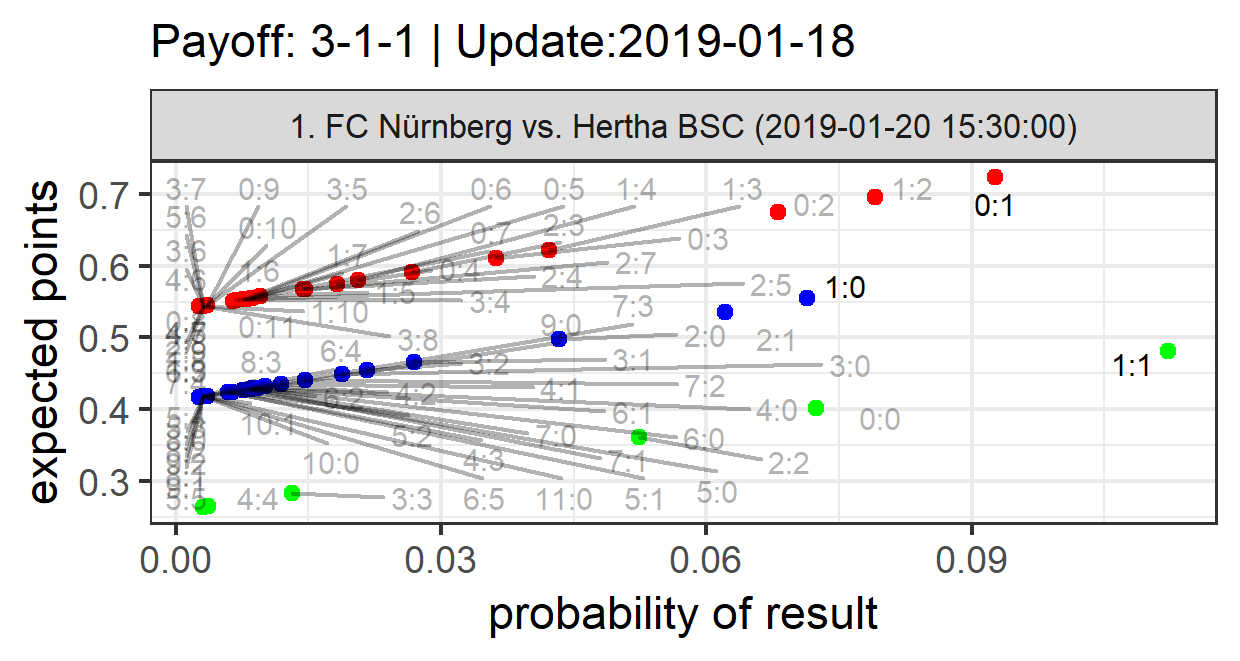 Payoff: 3-1-1 | Update:2019-01-18
1. FC Nürnberg vs. Hertha BSC (2019-01-20 15:30:00)
expected points
0.7
0.6
0.5
0.4
0.3
3:7 0:9 3:5 0:6 0:5 1:4 1:3 0:2 1:2
0:1
5:6 0:10 2:6 0:7 2:3 0:3
3:6 1:6 1:7 0:4 2:4 2:7
4:6 1:5 3:4 2:5 1:0
0:11 1:10 3:8 9:0 7:3 2:0 2:1
8:3 6:4 3:2 3:1 3:0 1:1
6:2 4:2 4:1 7:2
10:1 5:2 7:0 6:1 4:0 0:0
10:0 4:3 7:1 6:0 2:2
5:5 4:4 3:3 6:5 11:0 5:1 5:0
0.00 0.03 0.06 0.09
probability of result